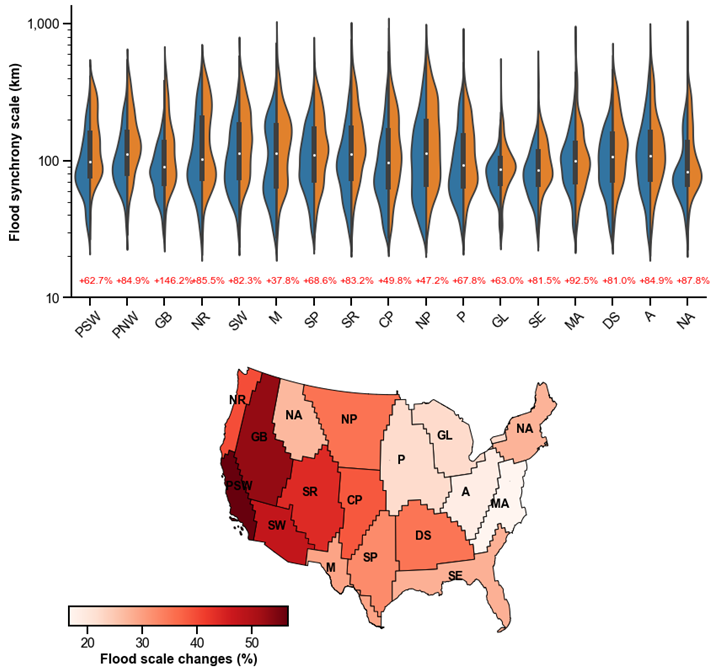 1,000
100
10
Flood synchrony scale (km)
+62.7% +84.9% +146.2% +85.5% +82.3% +37.8% +68.6% +83.2% +49.8% +47.2% +67.8% +63.0% +81.5% +92.5% +81.0% +84.9% +87.8%
PSW PNW GB NR SW M SP SR CP NP P GL SE MA DS A NA
NR
NA
NP
GL
NA
GB
P
PSW
SR
CP
A
MA
SW
DS
M
SP
SE
20 30 40 50
Flood scale changes (%)